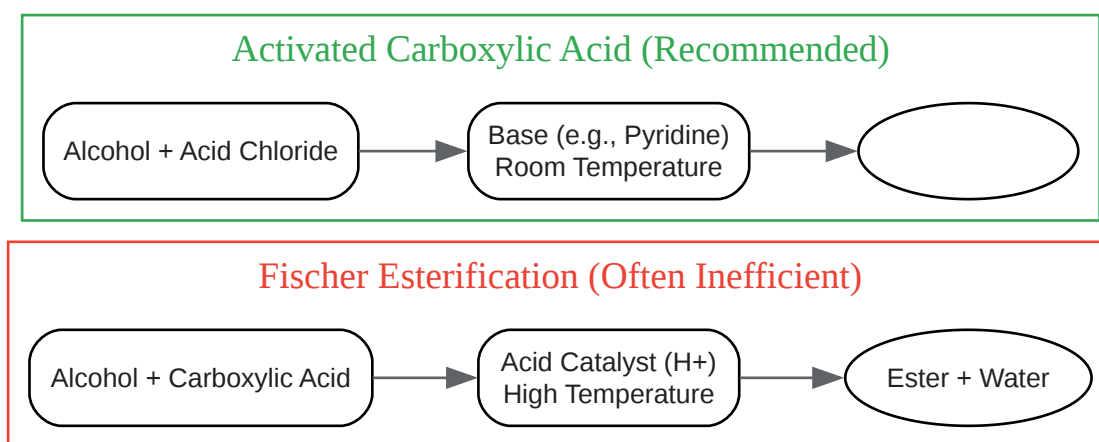 Activated Carboxylic Acid (Recommended)
Alcohol + Acid Chloride
Base (e.g., Pyridine)
Room Temperature
Fischer Esterification (Often Inefficient)
Alcohol + Carboxylic Acid
Acid Catalyst (H+)
High Temperature
Ester + Water